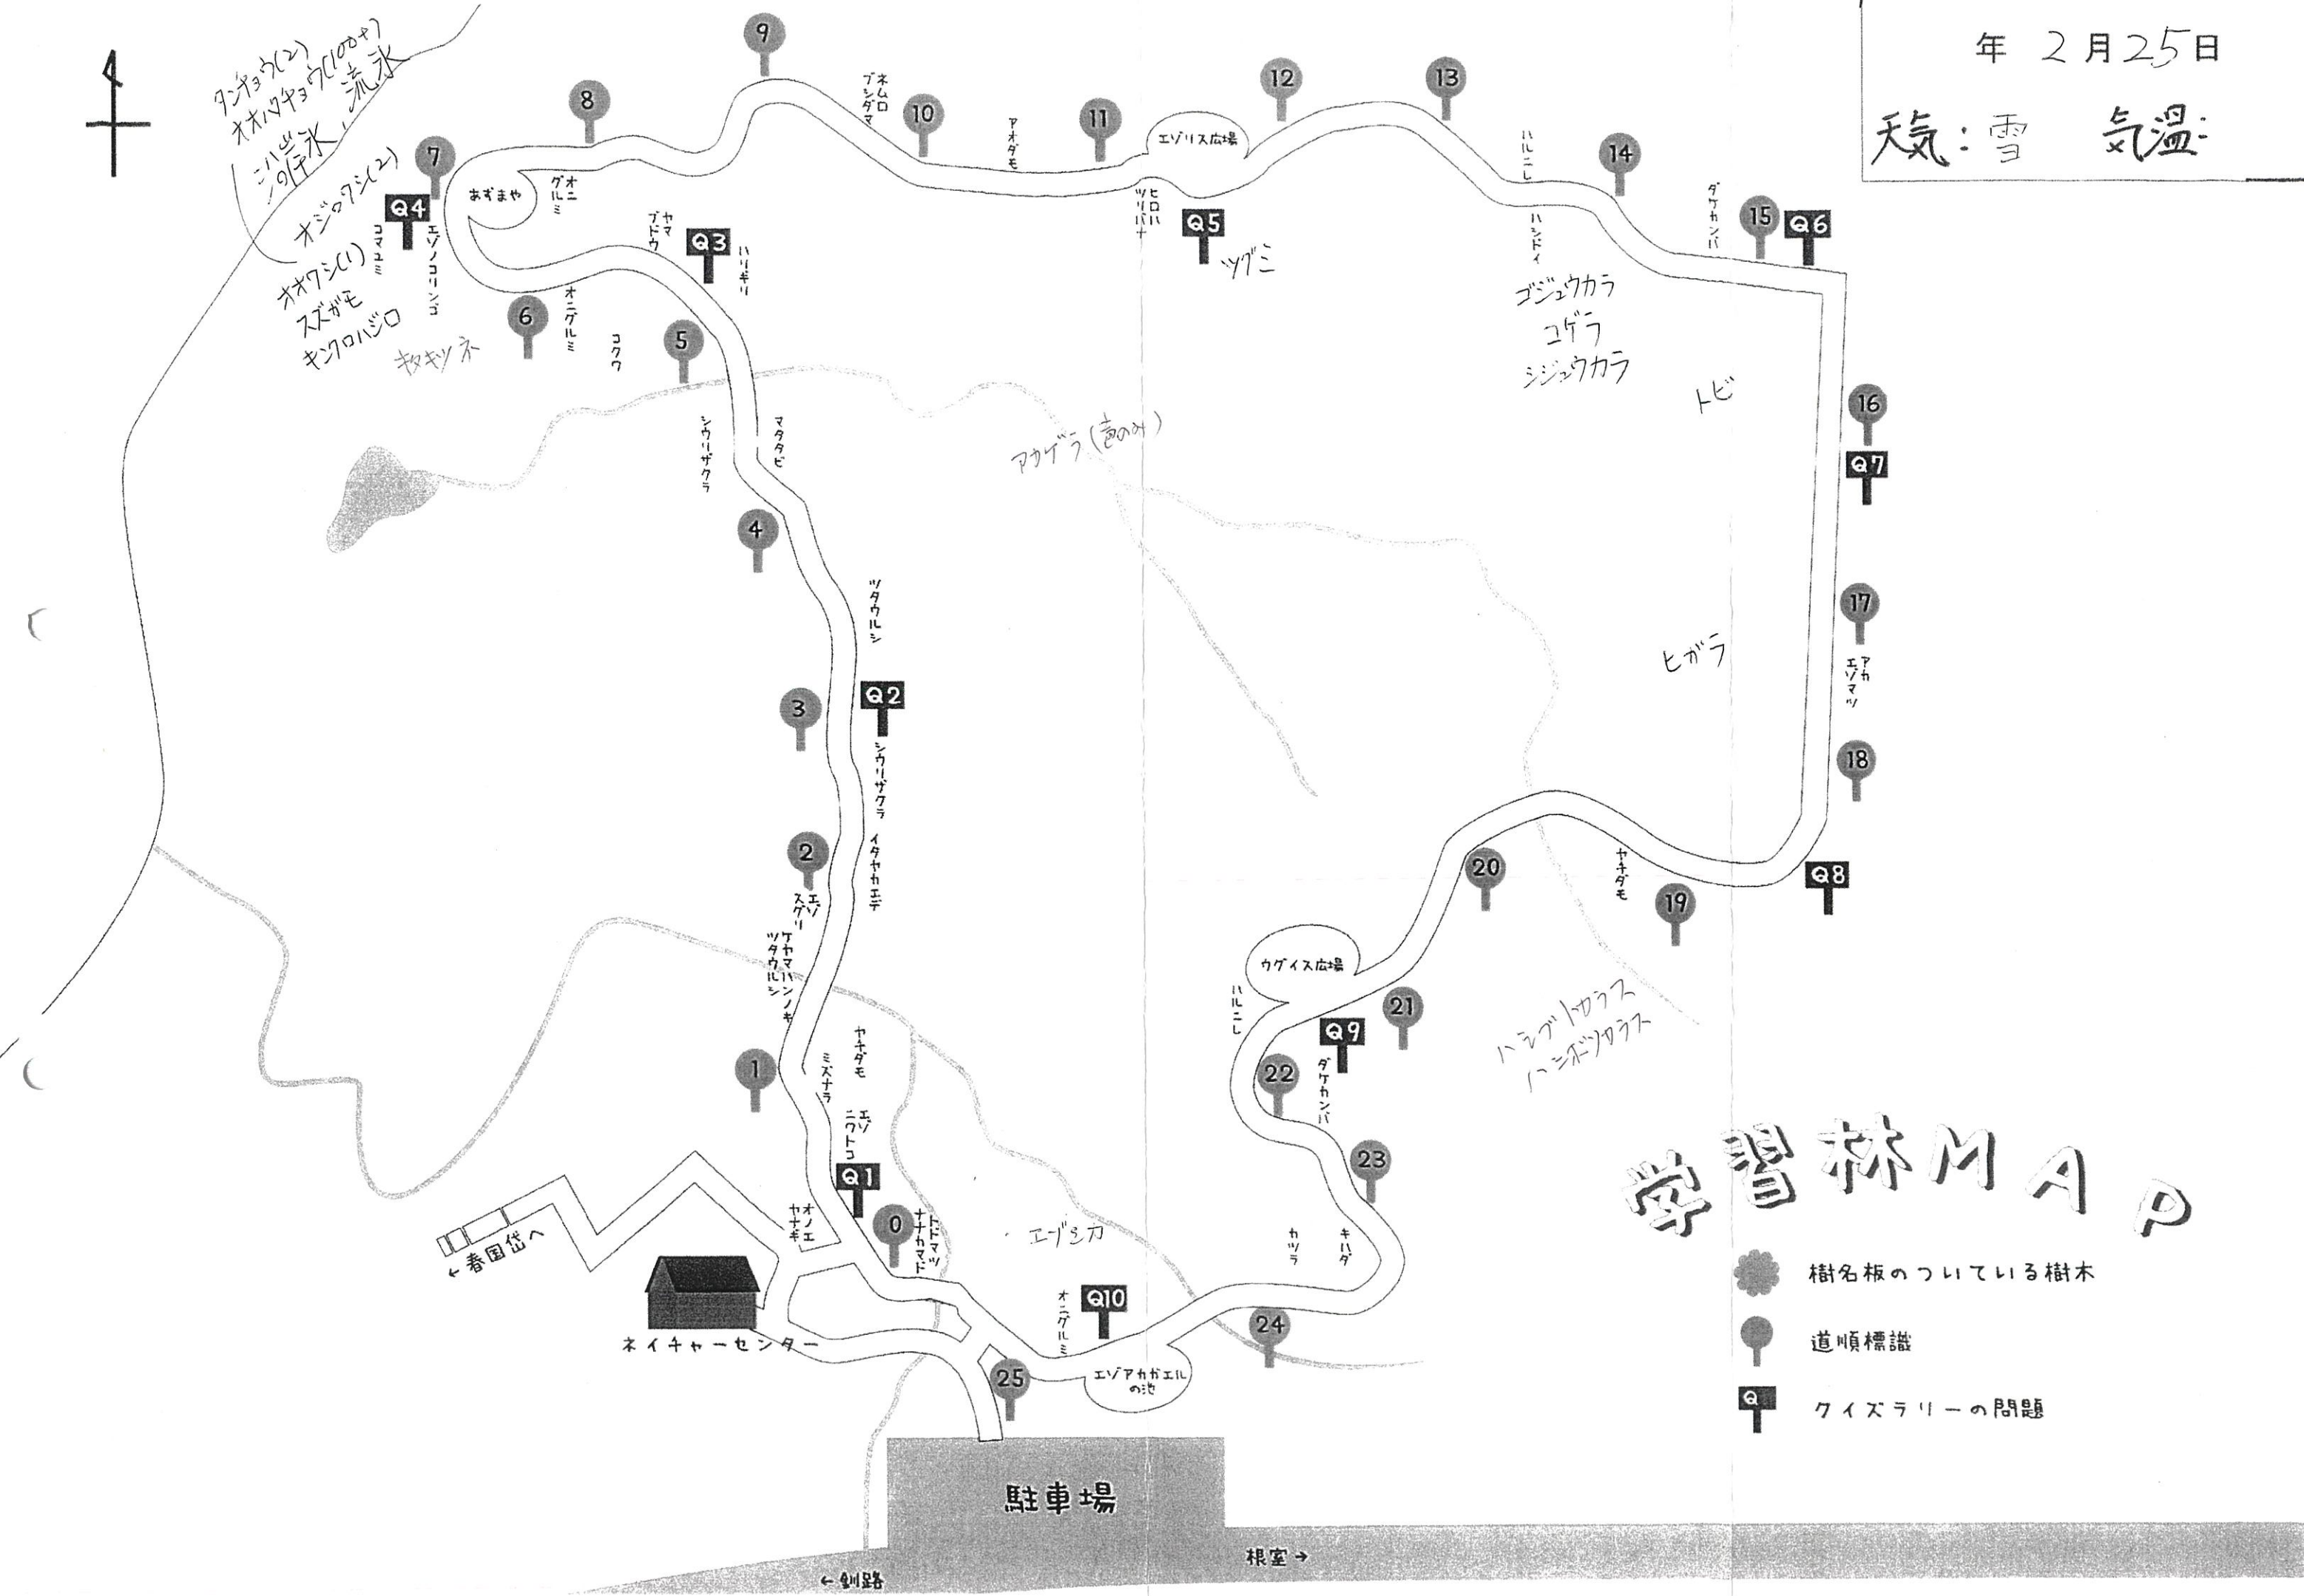 年 2月25日
天気：雪 気温：
タンチョウ(2)
オオハクチョウ(100+)
流氷
オジロワシ(2)
オオワシ(1)
スズガモ
キンクロハジロ
キタキツネ
9
8
7
Q4
コマユミ
エゾノコリンゴ
あずまや
オニグルミ
ネムロブシダマ
10
アオダモ
11
エゾリス広場
12
13
ヒロハツリバナ
Q5
ツグミ
ハルニレ
ハシドイ
14
ダケカンバ
15
Q6
ゴジュウカラ
コゲラ
シジュウカラ
トビ
ヤマブドウ
Q3
ハリギリ
6
オニグルミ
コクワ
5
シウリザクラ
マタタビ
アカゲラ(声のみ)
16
Q7
4
ツタウルシ
17
アカエゾマツ
ヒガラ
3
Q2
シウリザクラ
18
2
イタヤカエデ
エゾスグリ
ケヤマハンノキ
ツタウルシ
20
ヤチダモ
19
Q8
ウグイス広場
ハルニレ
21
Q9
22
ダケカンバ
ハシブトガラス
ハシボソガラス
1
ヤチダモ
ミズナラ
エゾニワトコ
Q1
オノエヤナギ
0
トドマツ
ナナカマド
エゾシカ
23
カツラ
キハダ
24
オニグルミ
Q10
エゾアカガエルの池
25
←春国岱へ
ネイチャーセンター
学習林MAP
樹名板のついている樹木
道順標識
Q クイズラリーの問題
駐車場
根室→
←釧路